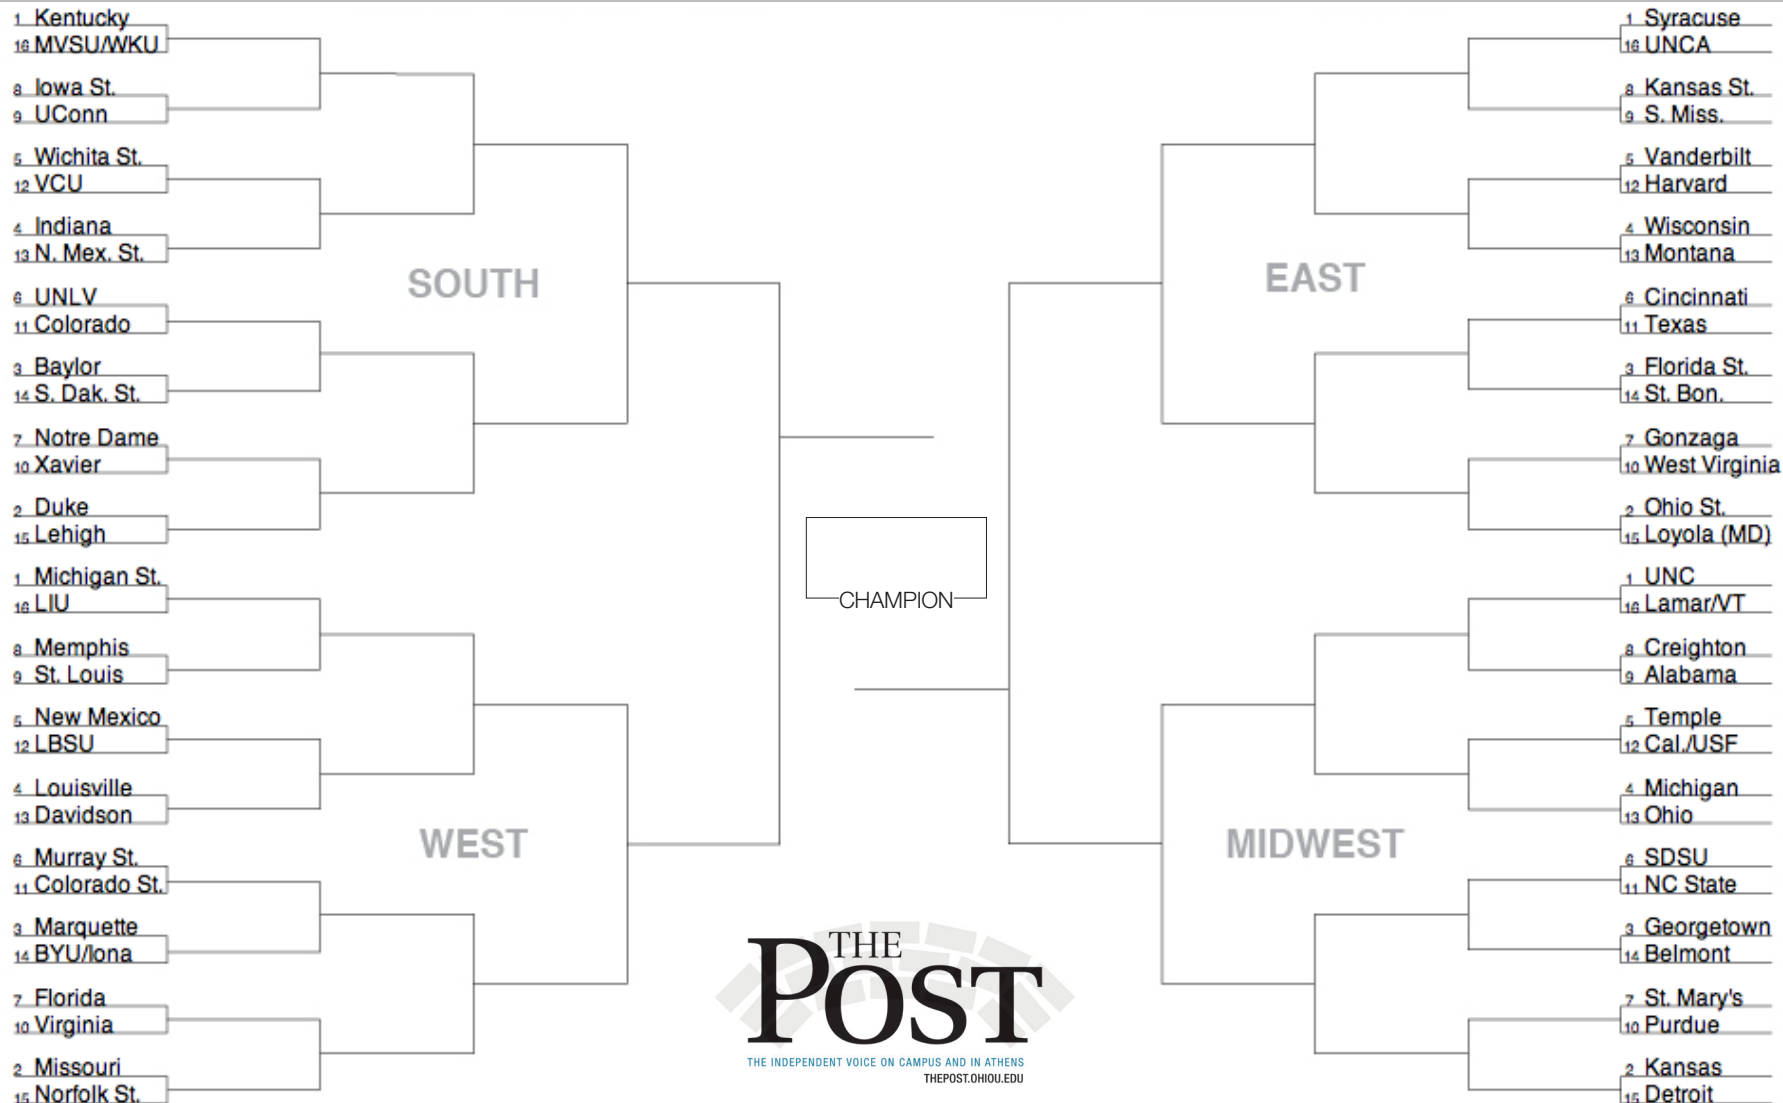 1 Kentucky
16 MVSU/WKU
8 Iowa St.
9 UConn
5 Wichita St.
12 VCU
4 Indiana
13 N. Mex. St.
SOUTH
6 UNLV
11 Colorado
3 Baylor
14 S. Dak. St.
7 Notre Dame
10 Xavier
2 Duke
15 Lehigh
1 Michigan St.
16 LIU
8 Memphis
9 St. Louis
5 New Mexico
12 LBSU
4 Louisville
13 Davidson
WEST
6 Murray St.
11 Colorado St.
3 Marquette
14 BYU/Iona
7 Florida
10 Virginia
2 Missouri
15 Norfolk St.
CHAMPION
THE
POST
THE INDEPENDENT VOICE ON CAMPUS AND IN ATHENS
THEPOST.OHIOU.EDU
1 Syracuse
16 UNCA
8 Kansas St.
9 S. Miss.
5 Vanderbilt
12 Harvard
4 Wisconsin
13 Montana
EAST
6 Cincinnati
11 Texas
3 Florida St.
14 St. Bon.
7 Gonzaga
10 West Virginia
2 Ohio St.
15 Loyola (MD)
1 UNC
16 Lamar/VT
8 Creighton
9 Alabama
5 Temple
12 Cal./USF
4 Michigan
13 Ohio
MIDWEST
6 SDSU
11 NC State
3 Georgetown
14 Belmont
7 St. Mary's
10 Purdue
2 Kansas
15 Detroit